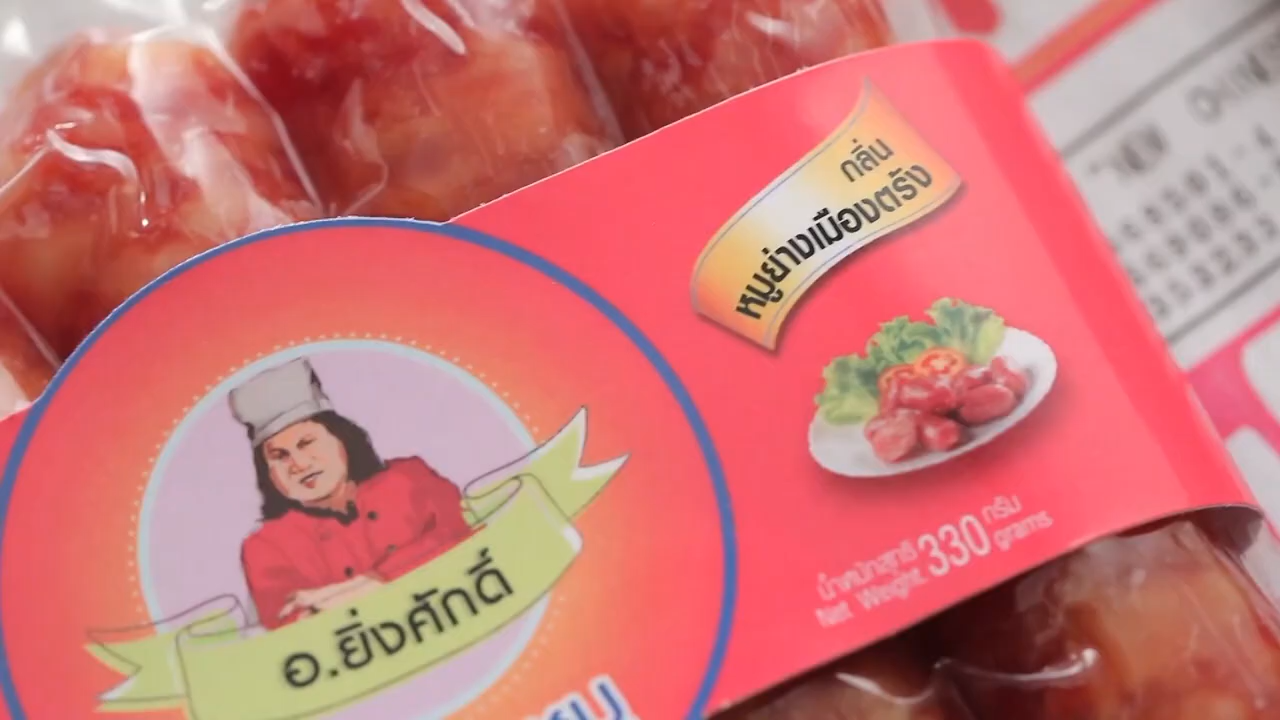 กลิ่น
หมูย่างเมืองตรัง
อ.ยิ่งศักดิ์
น้ำหนักสุทธิ 330 กรัม
Net Weight. grams